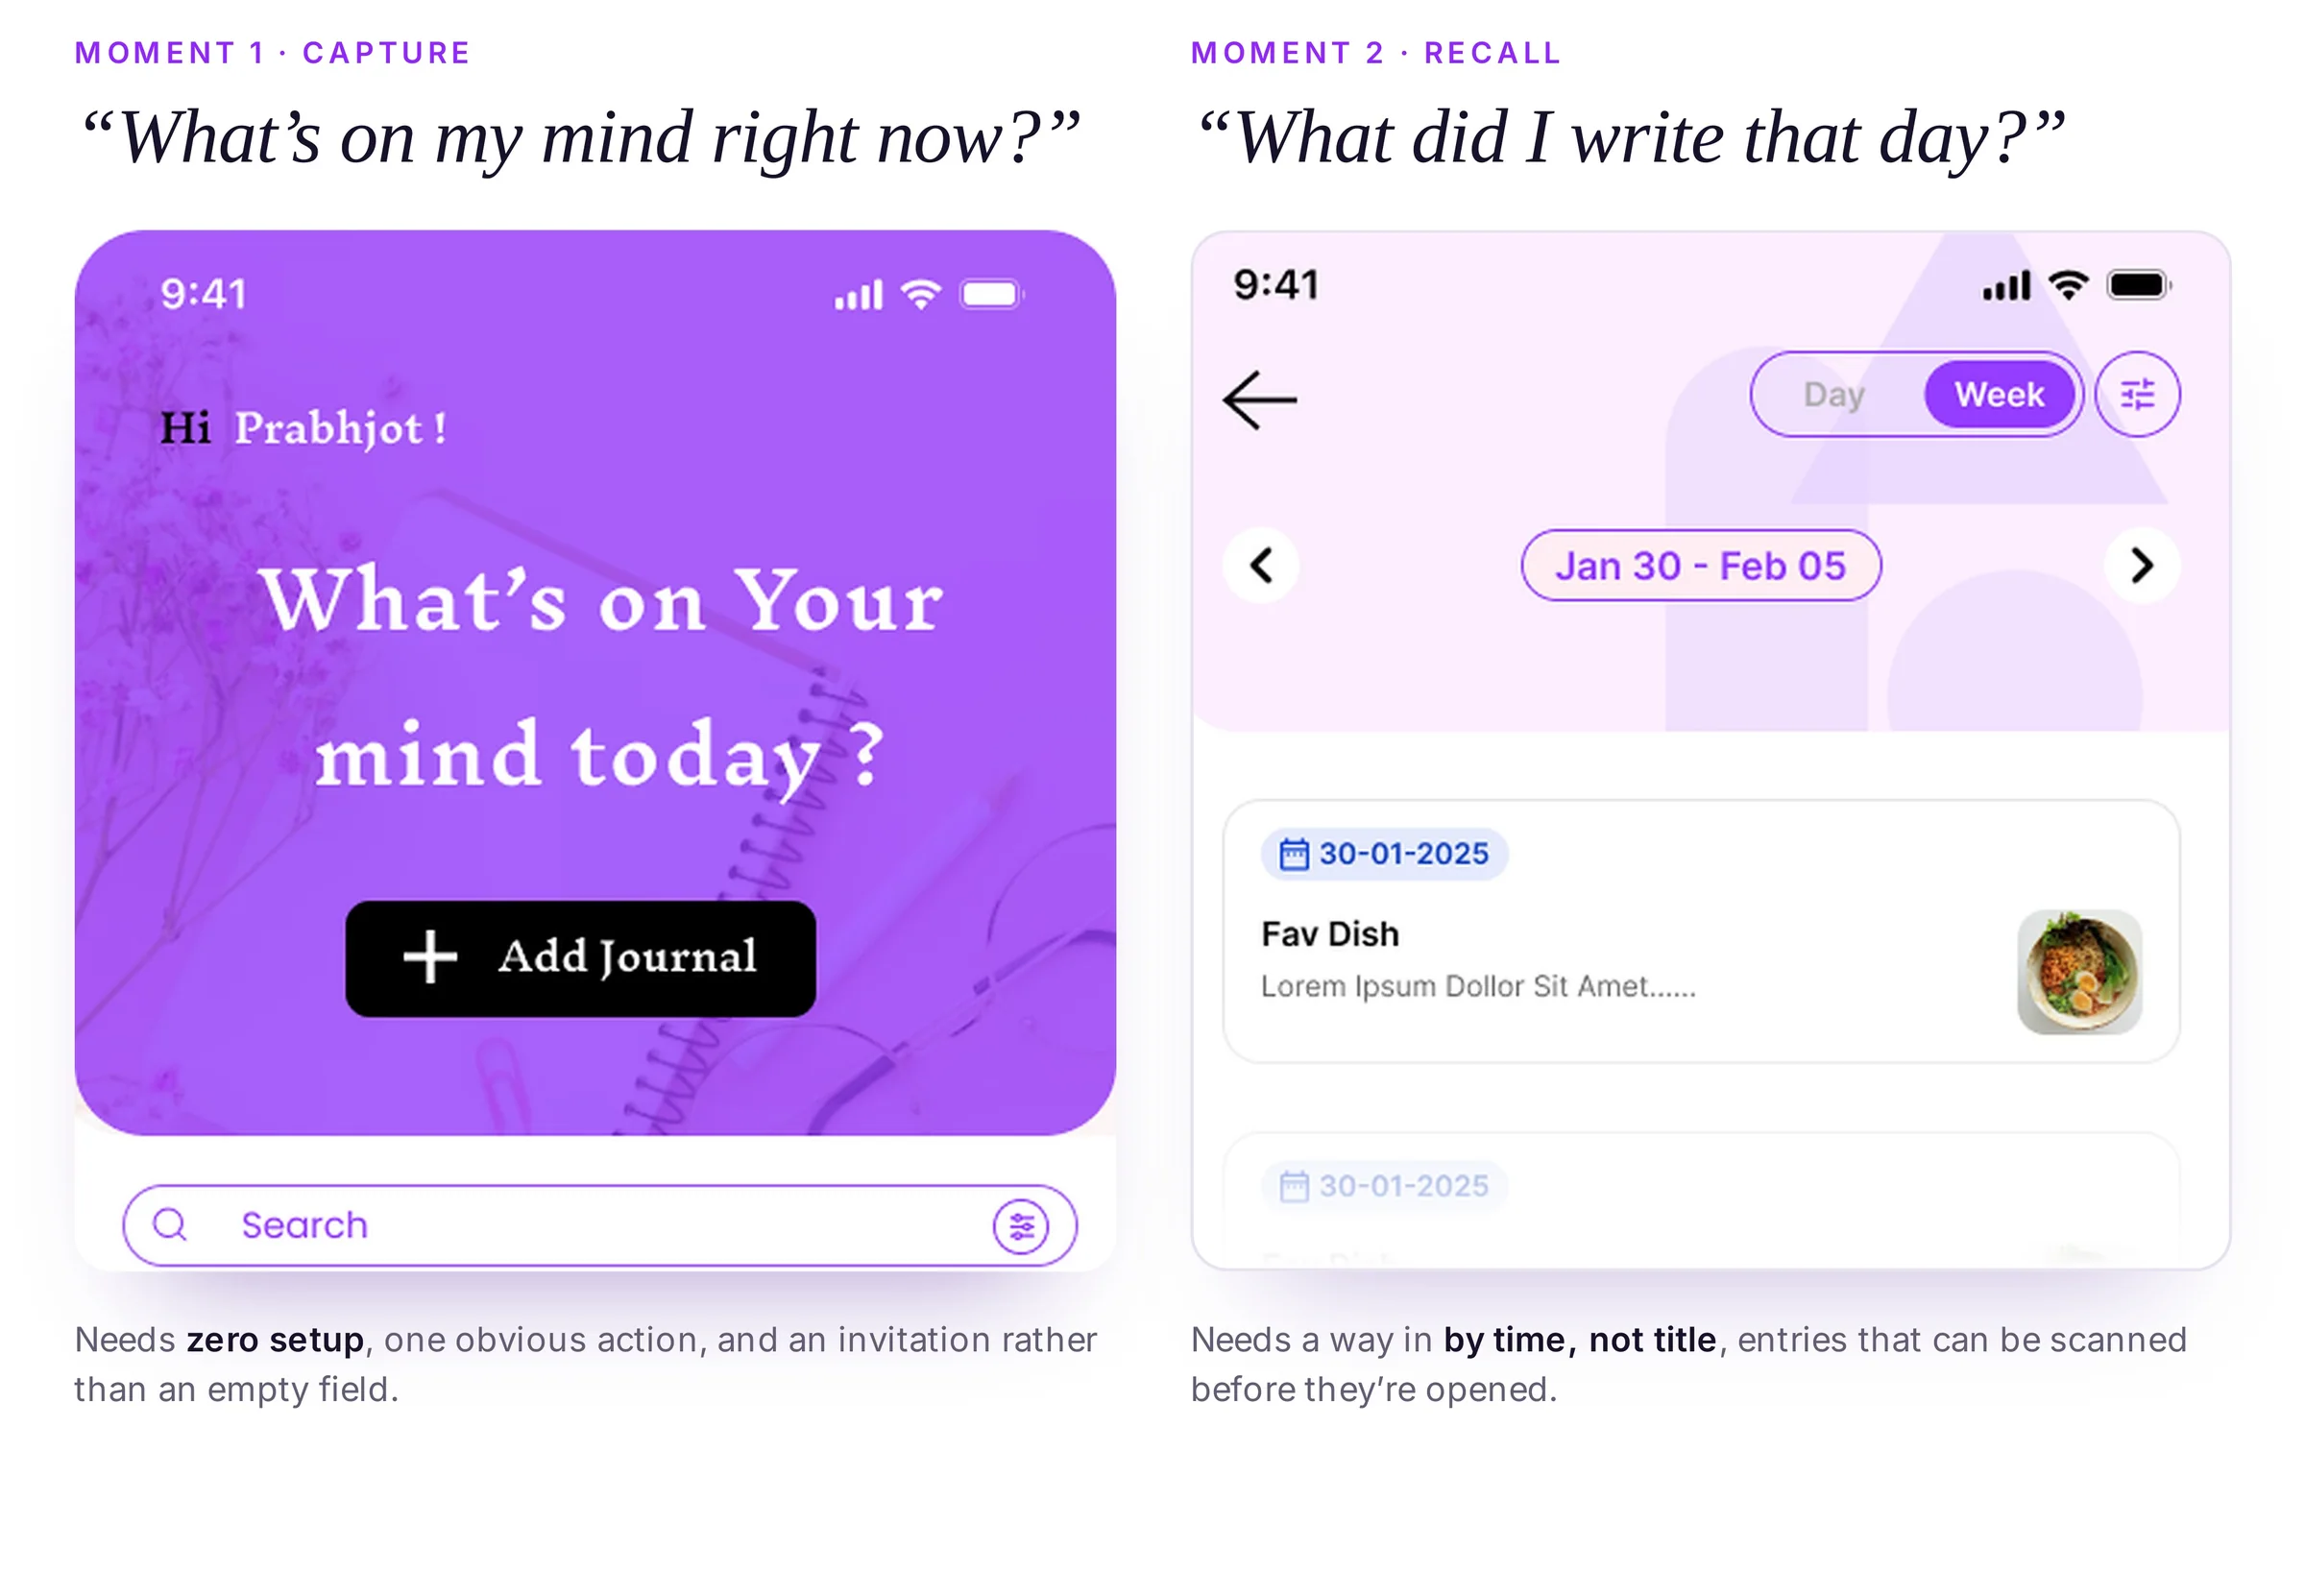 MOMENT 1 · CAPTURE
“What’s on my mind right now?”
9:41
Hi Prabhjot !
What’s on Your
mind today ?
+ Add Journal
Search
Needs zero setup, one obvious action, and an invitation rather
than an empty field.
MOMENT 2 · RECALL
“What did I write that day?”
9:41
Day Week
Jan 30 - Feb 05
30-01-2025
Fav Dish
Lorem Ipsum Dollor Sit Amet......
30-01-2025
Needs a way in by time, not title, entries that can be scanned
before they’re opened.